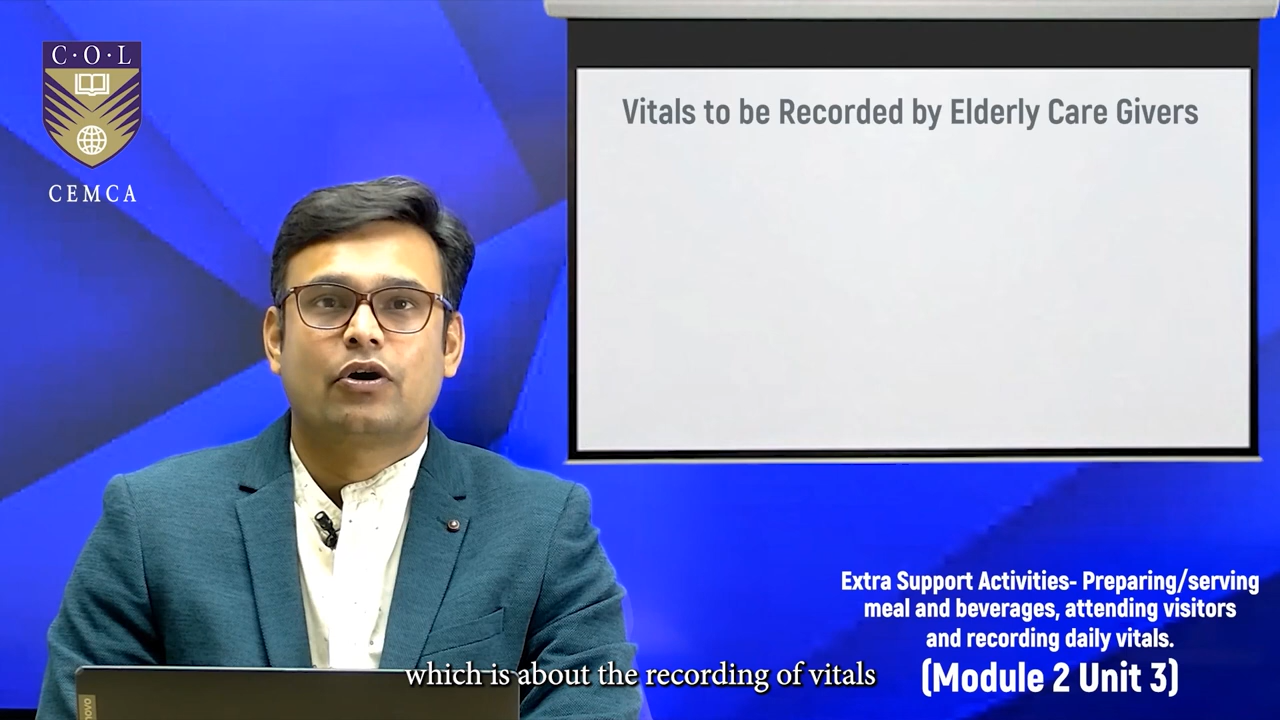 C·O·L
CEMCA
Vitals to be Recorded by Elderly Care Givers
Extra Support Activities- Preparing/serving
meal and beverages, attending visitors
and recording daily vitals.
(Module 2 Unit 3)
which is about the recording of vitals